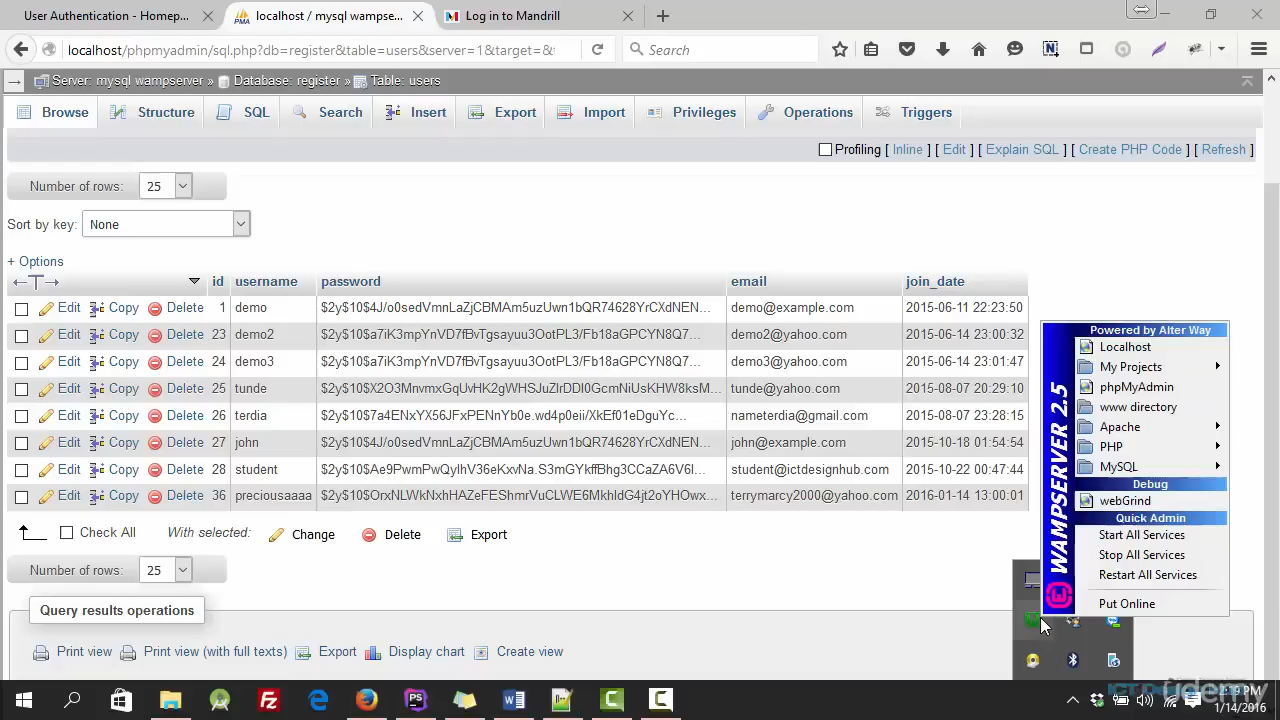 User Authentication - Homep...
localhost / mysql wampse...
Log in to Mandrill
localhost/phpmyadmin/sql.php?db=register&table=users&server=1&target=&t
Search
Server: mysql wampserver » Database: register » Table: users
Browse Structure SQL Search Insert Export Import Privileges Operations Triggers
Profiling [ Inline ] [ Edit ] [ Explain SQL ] [ Create PHP Code ] [ Refresh ]
Number of rows: 25
Sort by key: None
+ Options
id username password email join_date
Edit Copy Delete 1 demo $2y$10$4J/o0sedVmnLaZjCBMAm5uzUwn1bQR74628YrCXdNEN... demo@example.com 2015-06-11 22:23:50
Edit Copy Delete 23 demo2 demo2@yahoo.com 2015-06-14 23:00:32
Edit Copy Delete 24 demo3 demo3@yahoo.com 2015-06-14 23:01:47
Edit Copy Delete 25 tunde tunde@yahoo.com 2015-08-07 20:29:10
Edit Copy Delete 26 terdia nameterdia@gmail.com 2015-08-07 23:28:15
Edit Copy Delete 27 john $2y$10$4J/o0sedVmnLaZjCBMAm5uzUwn1bQR74628YrCXdNEN... john@example.com 2015-10-18 01:54:54
Edit Copy Delete 28 student student@ictdesignhub.com 2015-10-22 00:47:44
Edit Copy Delete 36 preciousaaaa terrymarcy2000@yahoo.com 2016-01-14 13:00:01
Check All With selected: Change Delete Export
Number of rows: 25
Query results operations
Print view Print view (with full texts) Export Display chart Create view
WAMPSERVER 2.5
Powered by Alter Way
Localhost
My Projects
phpMyAdmin
www directory
Apache
PHP
MySQL
Debug
webGrind
Quick Admin
Start All Services
Stop All Services
Restart All Services
Put Online
udemy
2:19 PM
1/14/2016